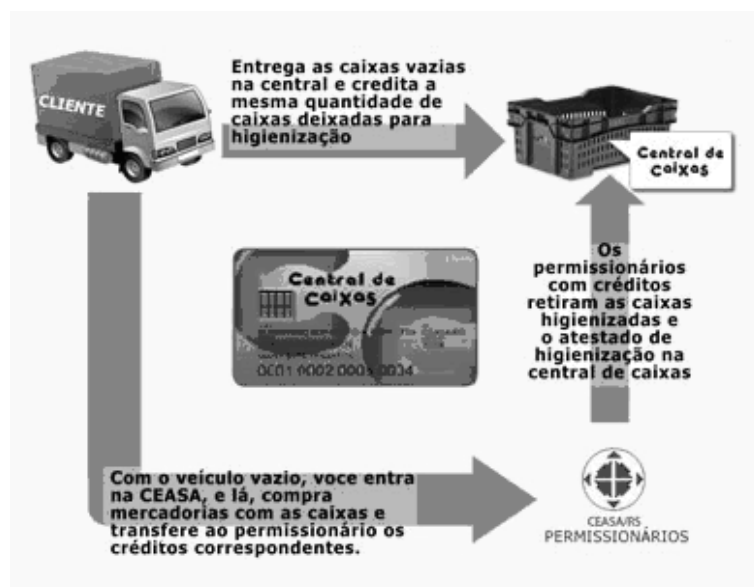 Entrega as caixas vazias
na central e credita a
mesma quantidade de
caixas deixadas para
higienização
CLIENTE
Central de
Caixas
Os
permissionários
com créditos
retiram as caixas
higienizadas e
o atestado de
higienização na
central de caixas
Central de
Caixas
0001 0002 0003 0034
Com o veículo vazio, voce entra
na CEASA, e lá, compra
mercadorias com as caixas e
transfere ao permissionário os
créditos correspondentes.
CEASA/RS
PERMISSIONÁRIOS